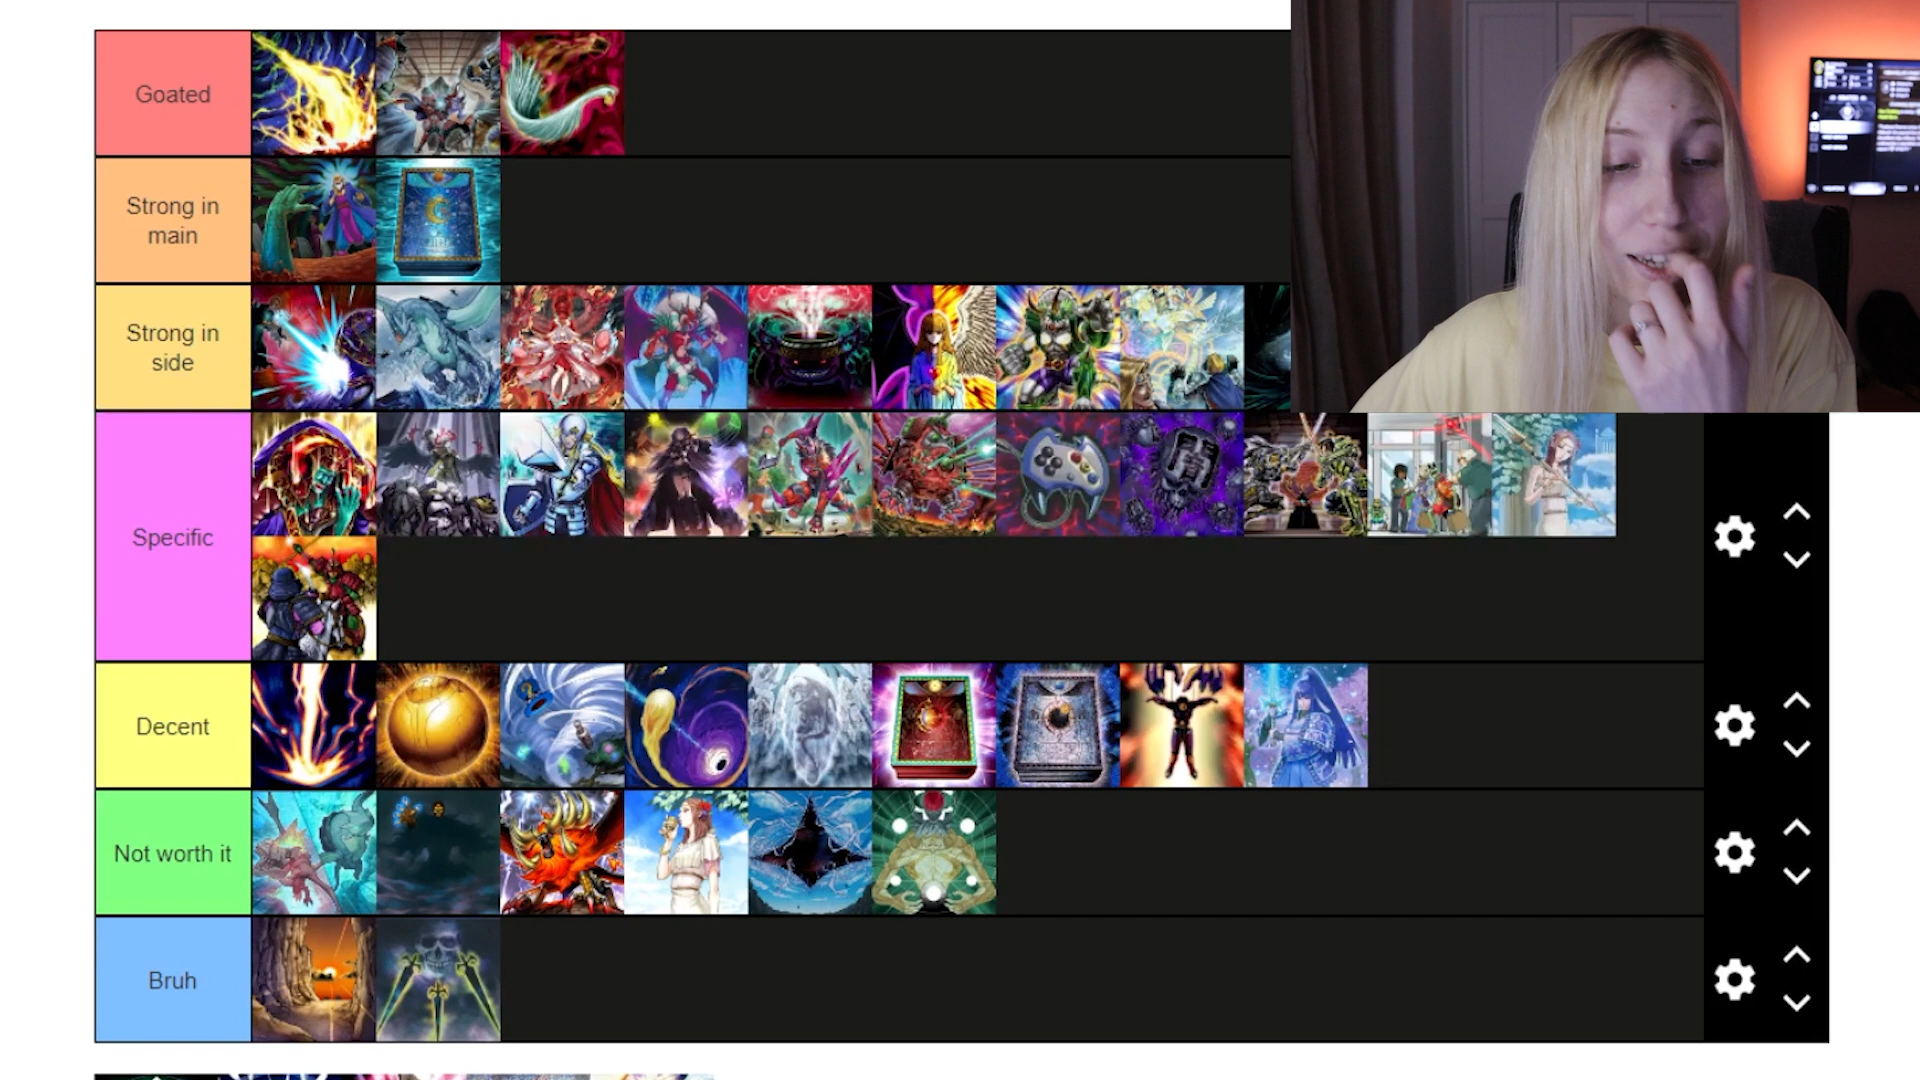 Goated
Strong in
main
Strong in
side
Specific
Decent
Not worth it
Bruh